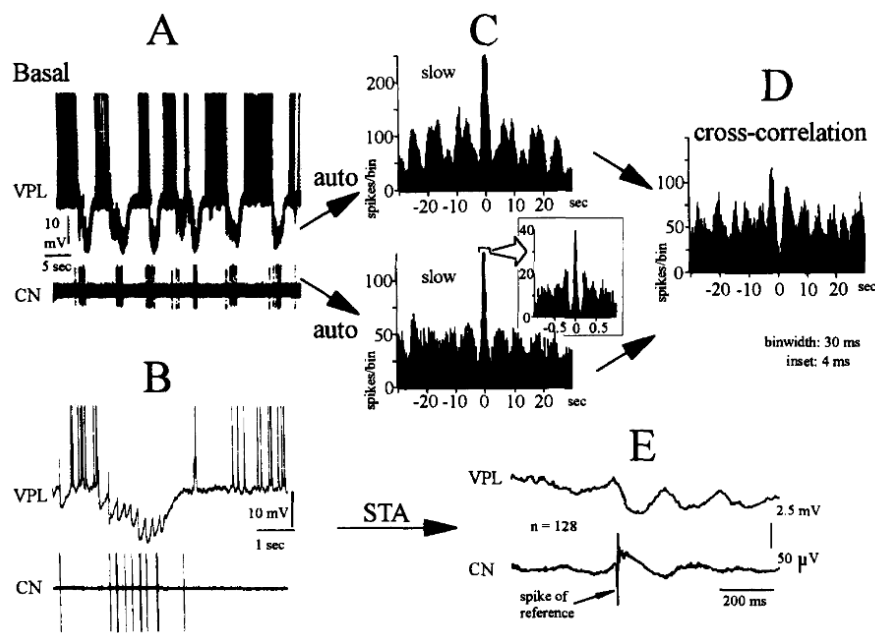 A
Basal
VPL
10
mV
5 sec
CN
auto
auto
C
slow
200
100
0
spikes/bin
-20 -10 0 10 20 sec
slow
100
50
0
spikes/bin
-20 -10 0 10 20 sec
40
20
0
-0.5 0 0.5
D
cross-correlation
100
50
0
spikes/bin
-20 -10 0 10 20 sec
binwidth: 30 ms
inset: 4 ms
B
VPL
10 mV
1 sec
CN
STA
E
VPL
2.5 mV
n = 128
50 µV
CN
spike of
reference
200 ms